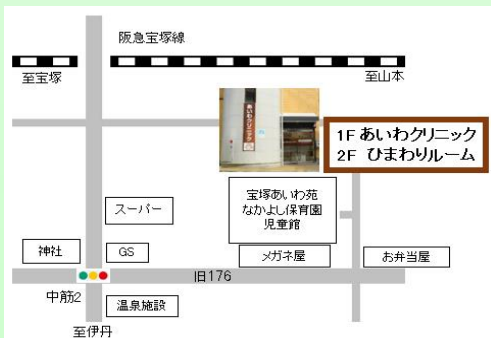 阪急宝塚線
至宝塚
至山本
あいわクリニック
1F あいわクリニック
2F ひまわりルーム
宝塚あいわ苑
なかよし保育園
児童館
スーパー
神社
GS
メガネ屋
お弁当屋
旧176
中筋2
温泉施設
至伊丹